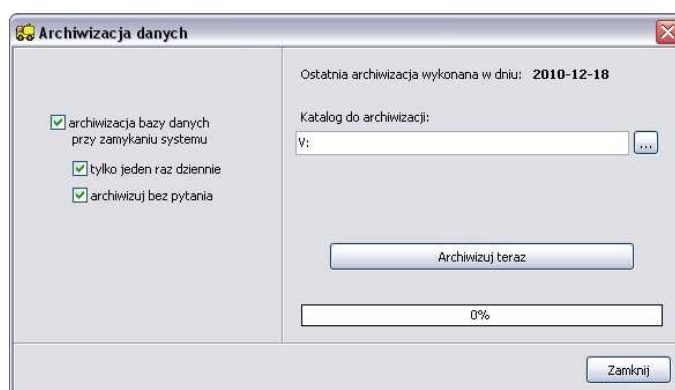 Archiwizacja danych
Ostatnia archiwizacja wykonana w dniu: 2010-12-18
archiwizacja bazy danych
przy zamykaniu systemu
tylko jeden raz dziennie
archiwizuj bez pytania
Katalog do archiwizacji:
V:
...
Archiwizuj teraz
0%
Zamknij